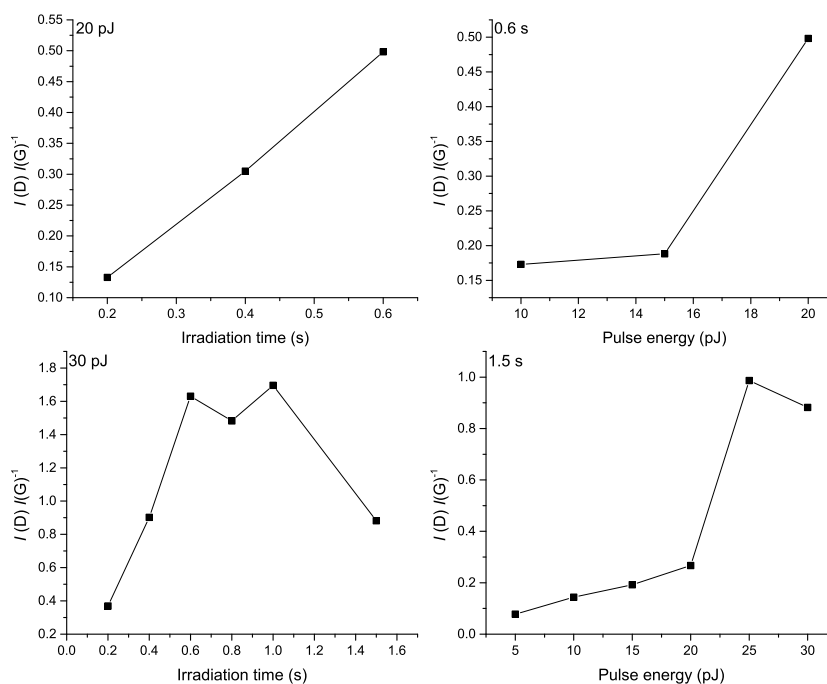 20 pJ
0.55
0.50
0.45
0.40
0.35
0.30
0.25
0.20
0.15
0.10
I (D) I(G)-1
0.2 0.3 0.4 0.5 0.6
Irradiation time (s)
0.6 s
0.50
0.45
0.40
0.35
0.30
0.25
0.20
0.15
I (D) I(G)-1
10 12 14 16 18 20
Pulse energy (pJ)
30 pJ
1.8
1.6
1.4
1.2
1.0
0.8
0.6
0.4
0.2
I (D) I(G)-1
0.0 0.2 0.4 0.6 0.8 1.0 1.2 1.4 1.6
Irradiation time (s)
1.5 s
1.0
0.8
0.6
0.4
0.2
0.0
I (D) I(G)-1
5 10 15 20 25 30
Pulse energy (pJ)